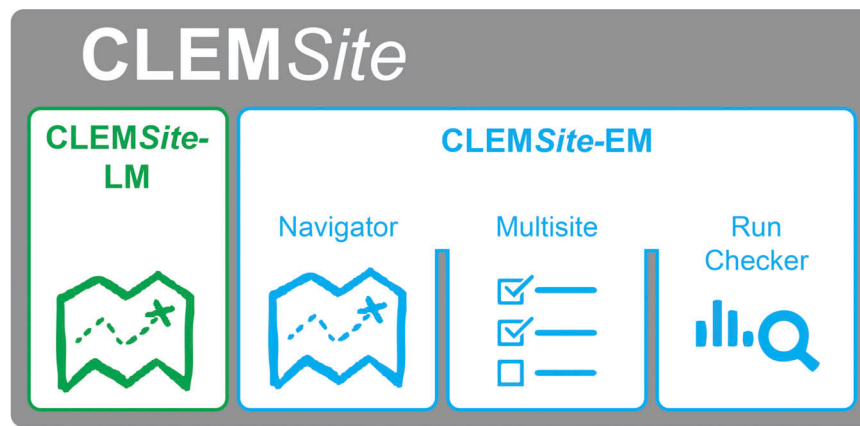 CLEMSite
CLEMSite-
LM
CLEMSite-EM
Navigator
Multisite
Run
Checker